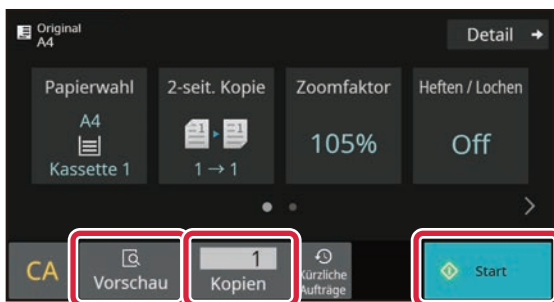 Original
A4
Detail
Papierwahl
A4
Kassette 1
2-seit. Kopie
1 → 1
Zoomfaktor
105%
Heften / Lochen
Off
CA
Vorschau
1
Kopien
Kürzliche
Aufträge
Start